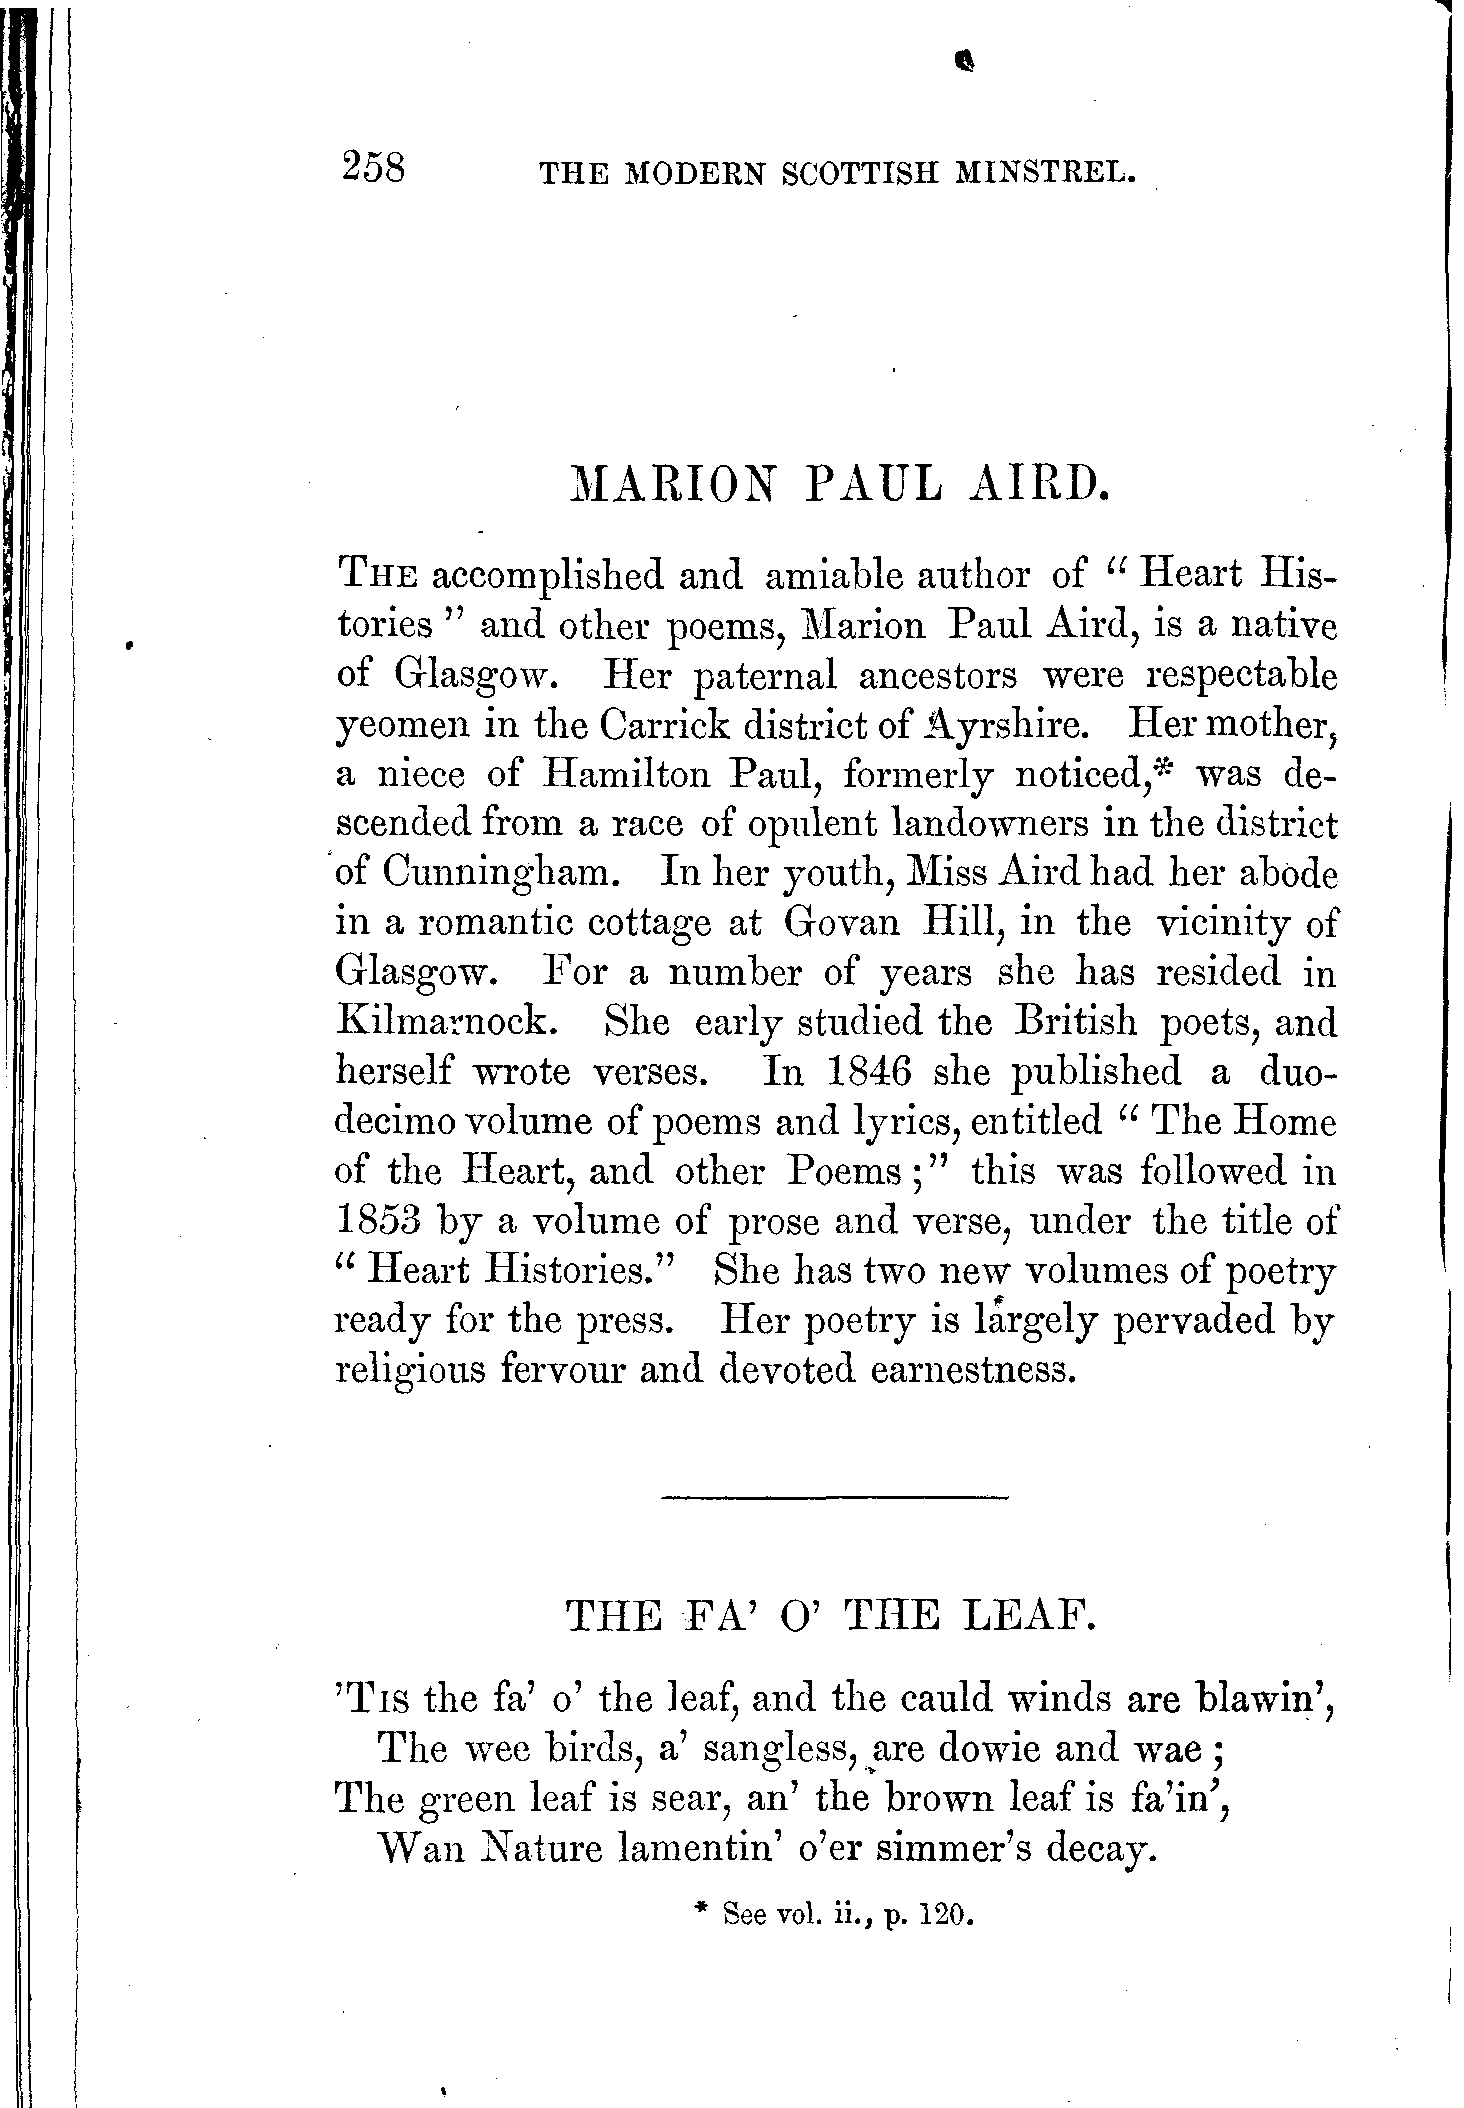 258 THE MODERN SCOTTISH MINSTREL.
MARION PAUL AIRD.
THE accomplished and amiable author of “ Heart His-
tories ” and other poems, Marion Paul Aird, is a native
of Glasgow. Her paternal ancestors were respectable
yeomen in the Carrick district of Ayrshire. Her mother,
a niece of Hamilton Paul, formerly noticed,* was de-
scended from a race of opulent landowners in the district
of Cunningham. In her youth, Miss Aird had her abode
in a romantic cottage at Govan Hill, in the vicinity of
Glasgow. For a number of years she has resided in
Kilmarnock. She early studied the British poets, and
herself wrote verses. In 1846 she published a duo-
decimo volume of poems and lyrics, entitled “ The Home
of the Heart, and other Poems ;” this was followed in
1853 by a volume of prose and verse, under the title of
“ Heart Histories.” She has two new volumes of poetry
ready for the press. Her poetry is largely pervaded by
religious fervour and devoted earnestness.
THE FA’ O’ THE LEAF.
’TIS the fa’ o’ the leaf, and the cauld winds are blawin’,
The wee birds, a’ sangless, are dowie and wae ;
The green leaf is sear, an’ the brown leaf is fa’in’,
Wan Nature lamentin’ o’er simmer’s decay.
* See vol. ii., p. 120.